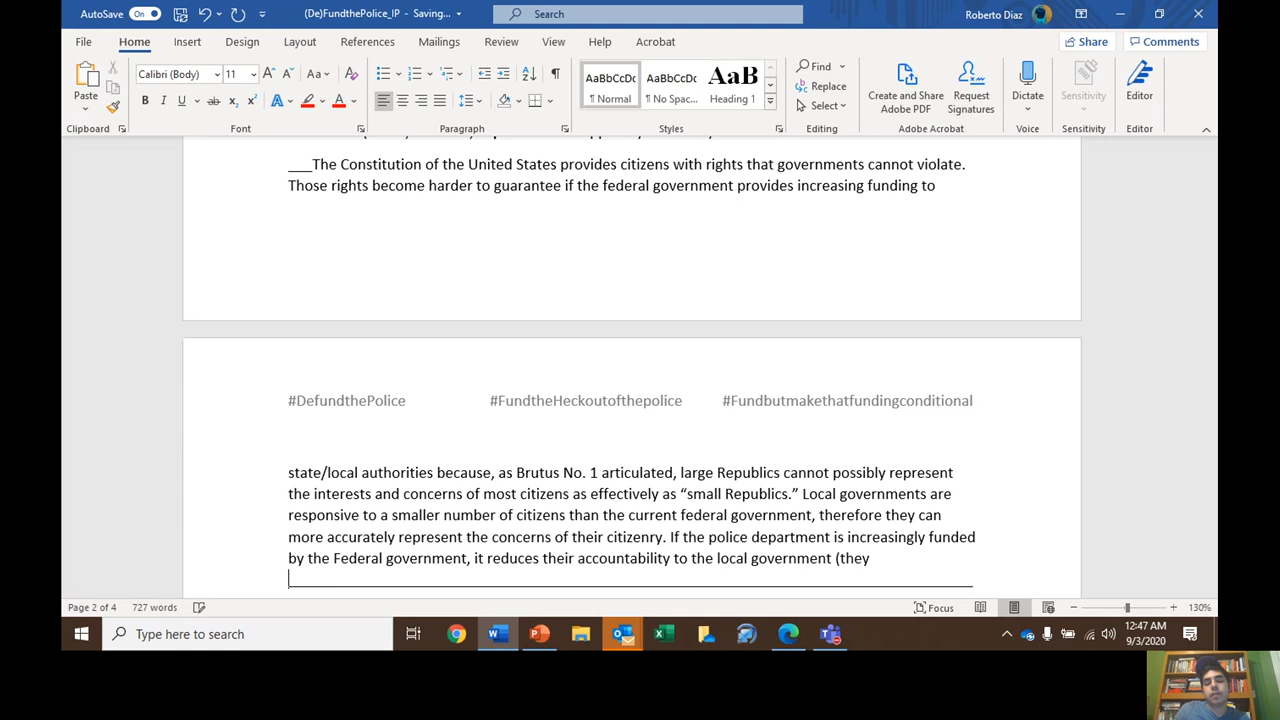 (De)FundthePolice_IP - Saving...
Search
Roberto Diaz
File Home Insert Design Layout References Mailings Review View Help Acrobat
Share Comments
Paste
Calibri (Body) 11
AaBbCcDc AaBbCcDc AaB
¶ Normal ¶ No Spac... Heading 1
Find
Replace
Select
Create and Share Adobe PDF
Request Signatures
Dictate
Sensitivity
Editor
Clipboard Font Paragraph Styles Editing Adobe Acrobat Voice Sensitivity Editor
AutoSave On
___The Constitution of the United States provides citizens with rights that governments cannot violate.
Those rights become harder to guarantee if the federal government provides increasing funding to
#DefundthePolice #FundtheHeckoutofthepolice #Fundbutmakethatfundingconditional
state/local authorities because, as Brutus No. 1 articulated, large Republics cannot possibly represent
the interests and concerns of most citizens as effectively as “small Republics.” Local governments are
responsive to a smaller number of citizens than the current federal government, therefore they can
more accurately represent the concerns of their citizenry. If the police department is increasingly funded
by the Federal government, it reduces their accountability to the local government (they
Page 2 of 4 727 words
Focus
130%
Type here to search
12:47 AM
9/3/2020